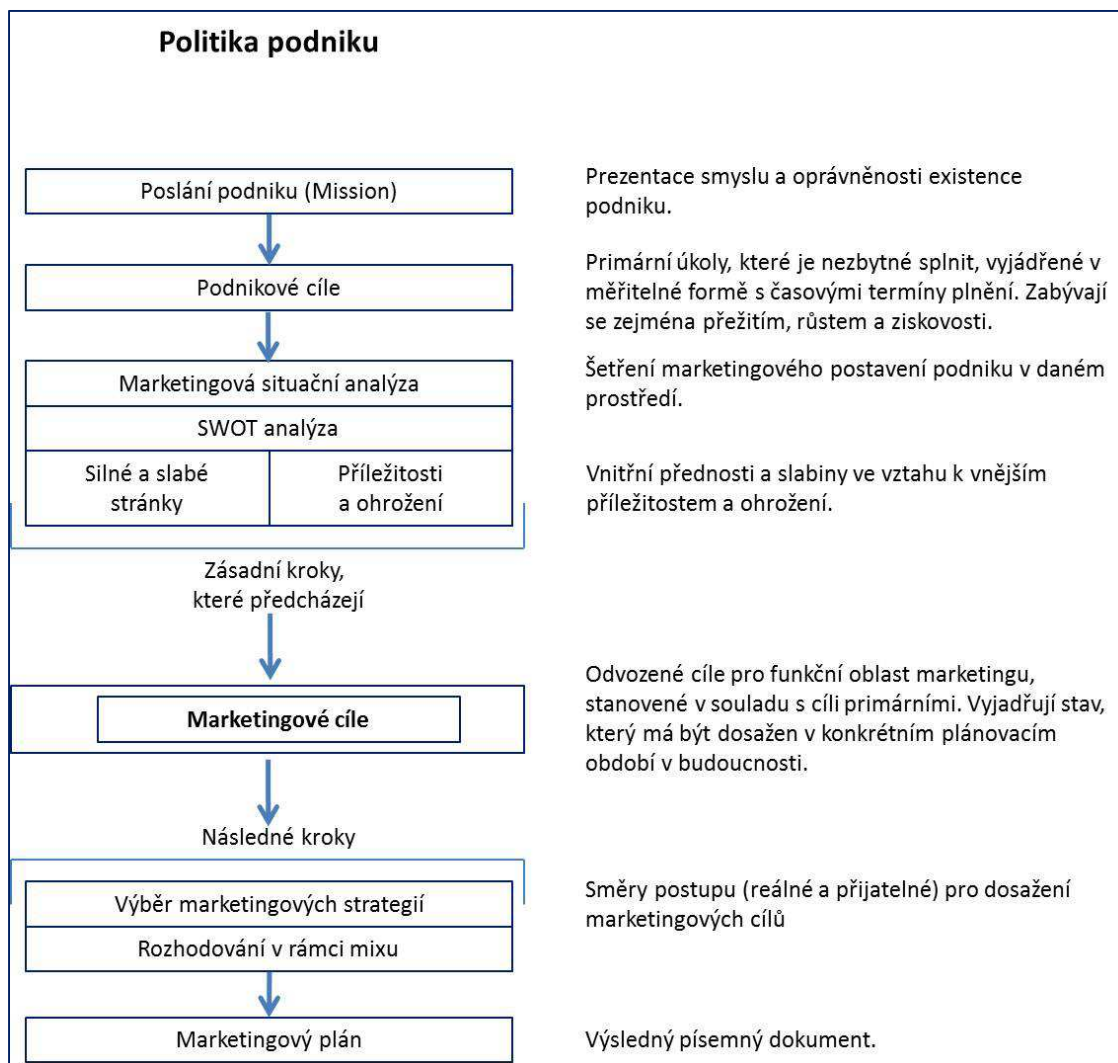 Politika podniku
Poslání podniku (Mission)
Prezentace smyslu a oprávněnosti existence
podniku.
Podnikové cíle
Primární úkoly, které je nezbytné splnit, vyjádřené v
měřitelné formě s časovými termíny plnění. Zabývají
se zejména přežitím, růstem a ziskovosti.
Marketingová situační analýza
Šetření marketingového postavení podniku v daném
prostředí.
SWOT analýza
Silné a slabé
stránky
Příležitosti
a ohrožení
Vnitřní přednosti a slabiny ve vztahu k vnějším
příležitostem a ohrožení.
Zásadní kroky,
které předcházejí
Marketingové cíle
Odvozené cíle pro funkční oblast marketingu,
stanovené v souladu s cíli primárními. Vyjadřují stav,
který má být dosažen v konkrétním plánovacím
období v budoucnosti.
Následné kroky
Výběr marketingových strategií
Směry postupu (reálné a přijatelné) pro dosažení
marketingových cílů
Rozhodování v rámci mixu
Marketingový plán
Výsledný písemný dokument.